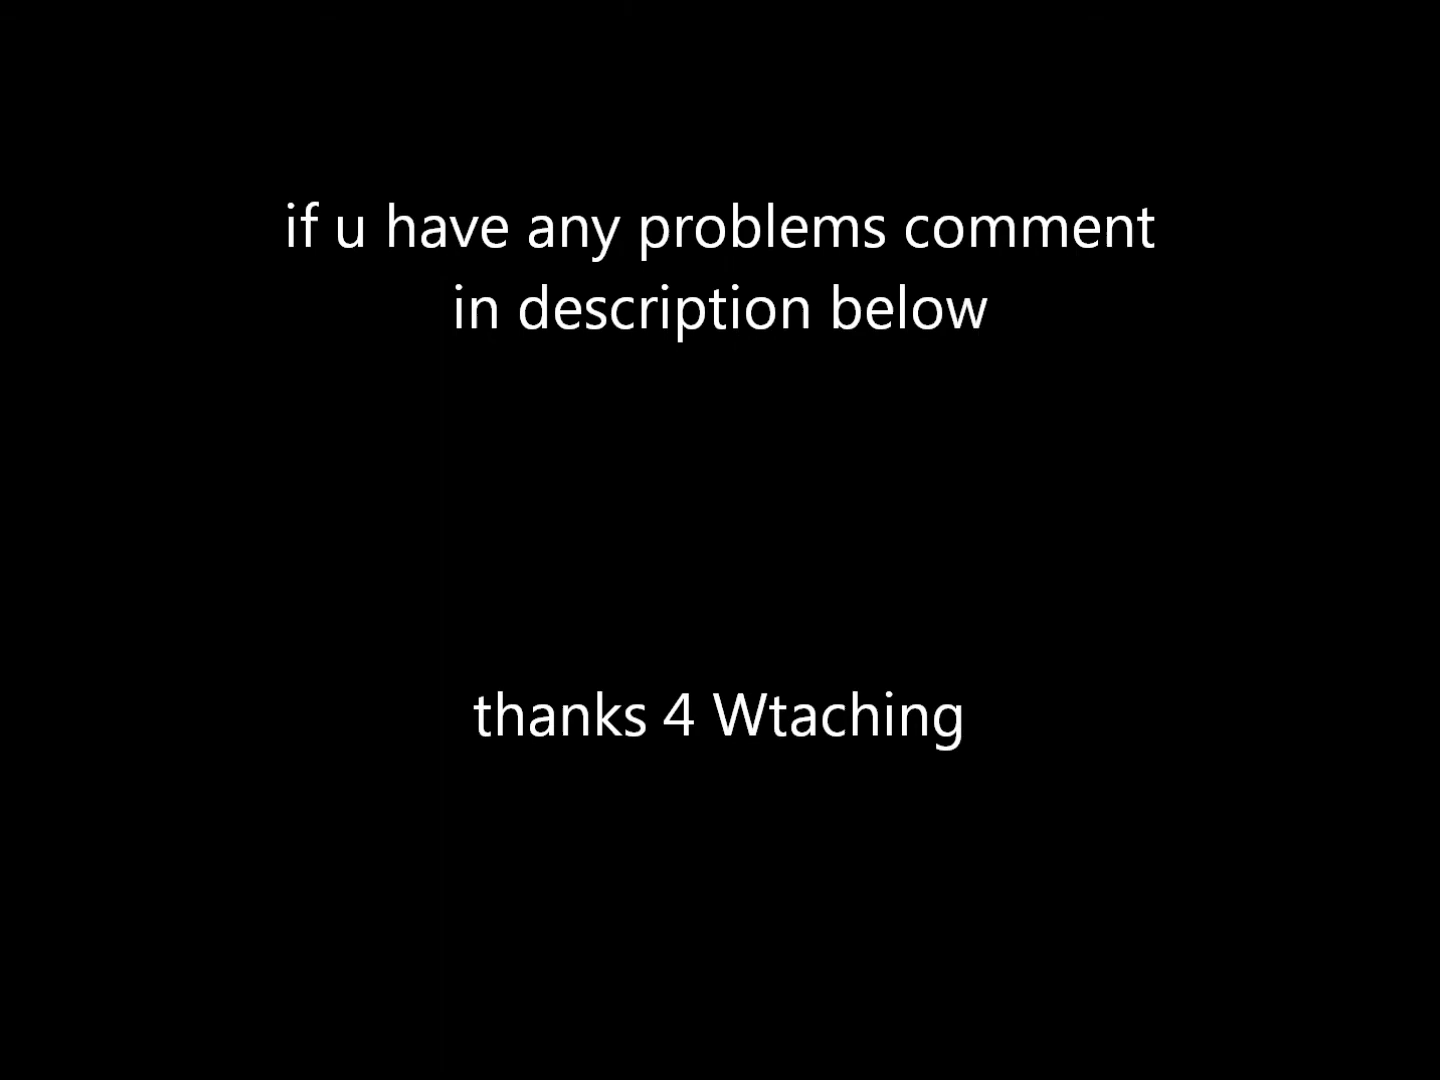 if u have any problems comment
in description below
thanks 4 Wtaching